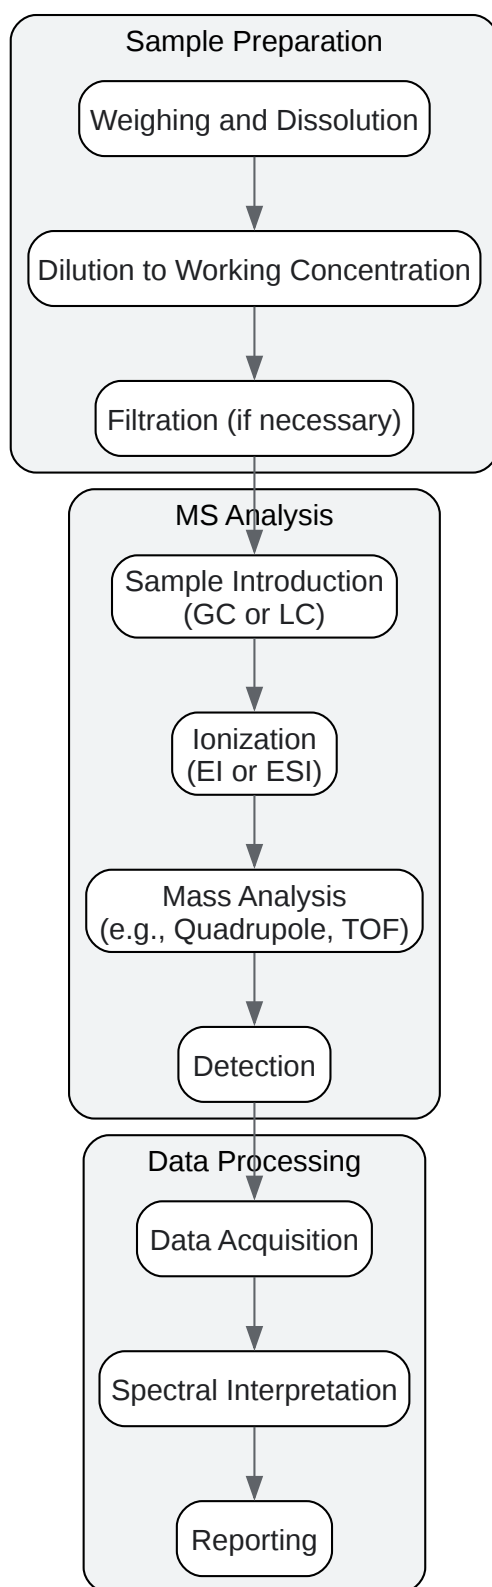 Sample Preparation
Weighing and Dissolution
Dilution to Working Concentration
Filtration (if necessary)
MS Analysis
Sample Introduction
(GC or LC)
Ionization
(EI or ESI)
Mass Analysis
(e.g., Quadrupole, TOF)
Detection
Data Processing
Data Acquisition
Spectral Interpretation
Reporting